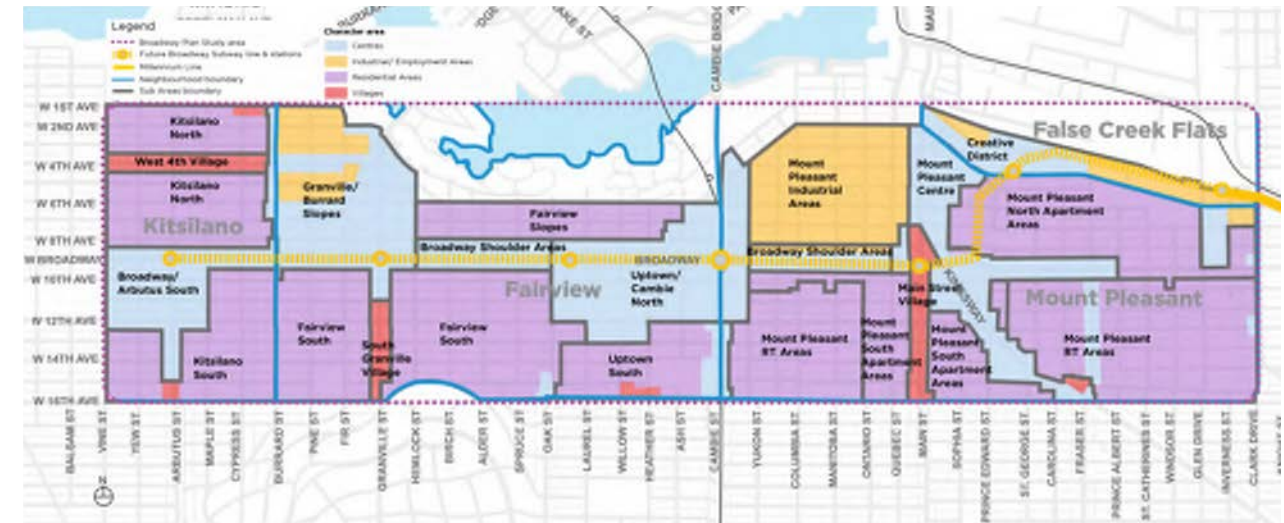 Legend
Broadway Plan Study area
Future Broadway Subway line & stations
Millennium Line
Neighbourhood boundary
Sub Areas boundary
Character area
Centres
Industrial/ Employment Areas
Residential Areas
Villages
CAMBIE BRIDG
W 1ST AVE
W 2ND AVE
W 4TH AVE
W 6TH AVE
W 8TH AVE
W BROADWAY
W 10TH AVE
W 12TH AVE
W 14TH AVE
W 16TH AVE
Kitsilano
North
West 4th Village
Kitsilano
North
Kitsilano
Broadway/
Arbutus South
Kitsilano
South
Granville/
Burrard
Slopes
Fairview
South
South
Granville
Village
Fairview
Slopes
Broadway Shoulder Areas
BROADWAY
Fairview
Uptown/
Cambie
North
Fairview
South
Uptown
South
Mount
Pleasant
Industrial
Areas
Broadway Shoulder Areas
Mount Pleasant
RT Areas
Mount
Pleasant
South
Apartment
Areas
Mount
Pleasant
Centre
Creative
District
False Creek Flats
Mount Pleasant
North Apartment
Areas
Main Street
Village
KINGSWAY
Mount
Pleasant
South
Apartment
Areas
Mount Pleasant
Mount Pleasant
RT Areas
BALSAM ST
VINE ST
YEW ST
ARBUTUS ST
MAPLE ST
CYPRESS ST
BURRARD ST
PINE ST
FIR ST
GRANVILLE ST
HEMLOCK ST
BIRCH ST
ALDER ST
SPRUCE ST
OAK ST
LAUREL ST
WILLOW ST
HEATHER ST
ASH ST
CAMBIE ST
YUKON ST
COLUMBIA ST
MANITOBA ST
ONTARIO ST
QUEBEC ST
MAIN ST
SOPHIA ST
PRINCE EDWARD ST
ST. GEORGE ST
CAROLINA ST
FRASER ST
PRINCE ALBERT ST
ST. CATHERINES ST
WINDSOR ST
GLEN DRIVE
INVERNESS ST
CLARK DRIVE